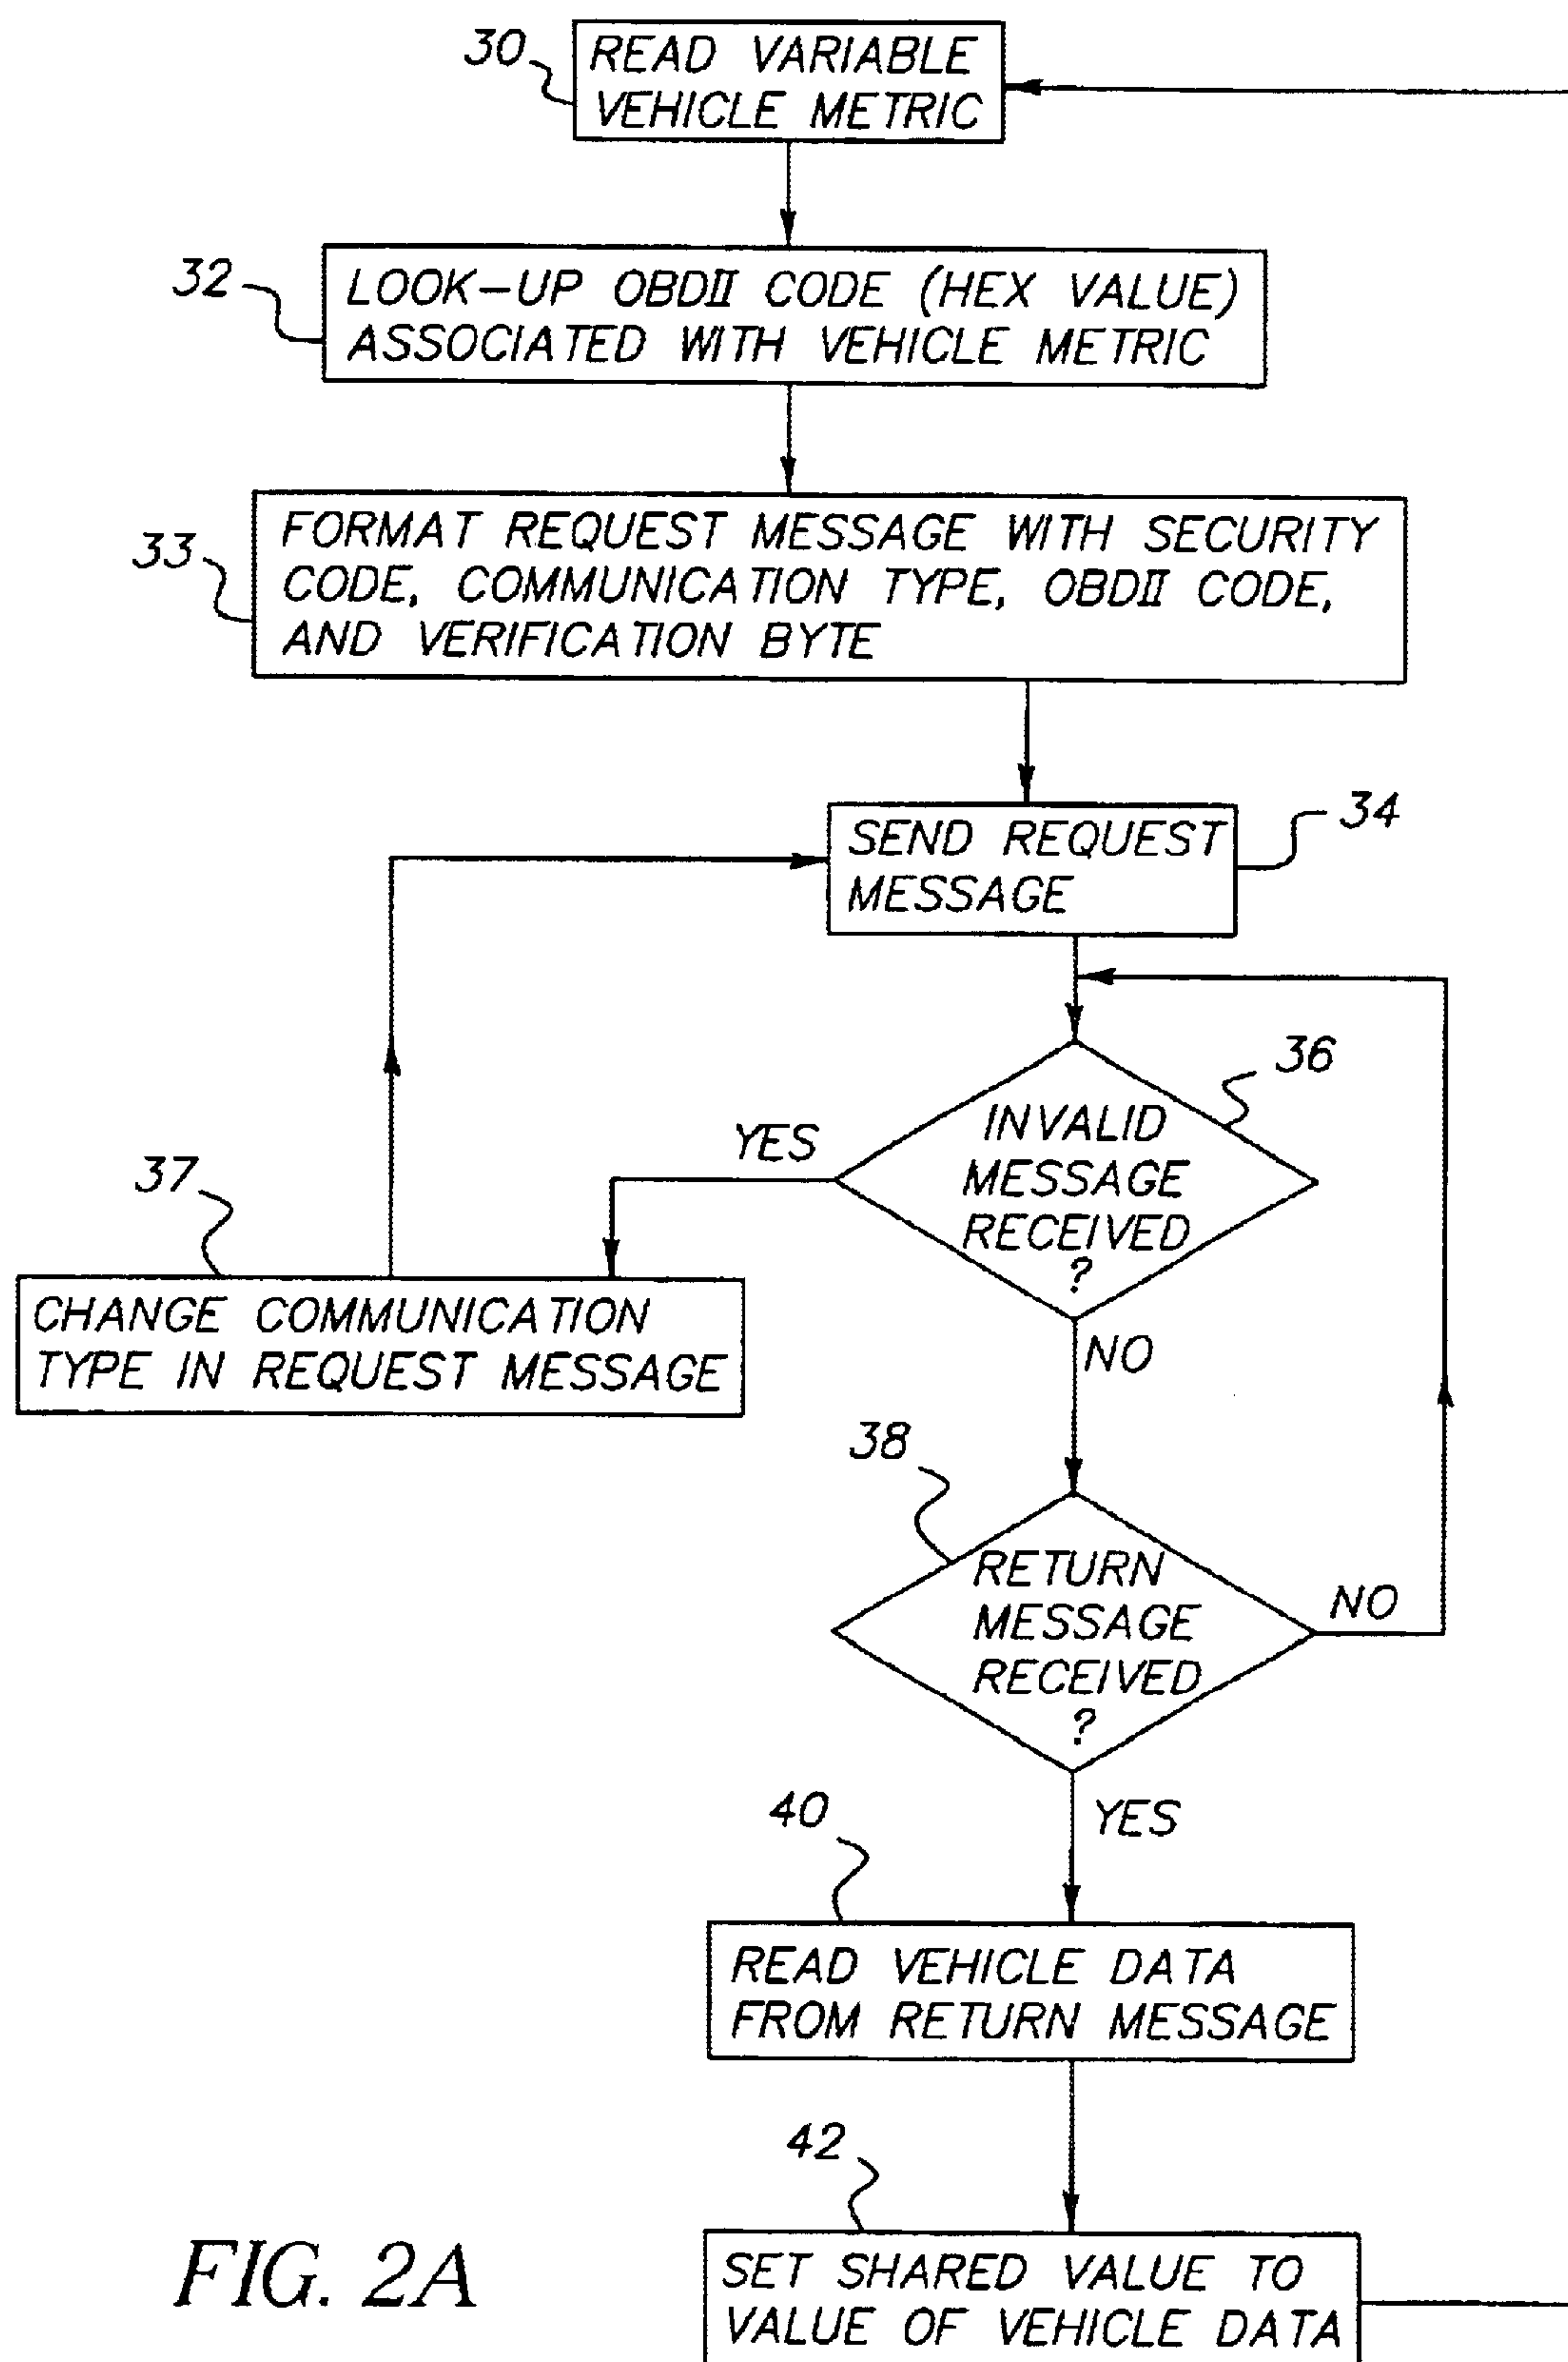 30
READ VARIABLE
VEHICLE METRIC
32
LOOK-UP OBDII CODE (HEX VALUE)
ASSOCIATED WITH VEHICLE METRIC
33
FORMAT REQUEST MESSAGE WITH SECURITY
CODE, COMMUNICATION TYPE, OBDII CODE,
AND VERIFICATION BYTE
34
SEND REQUEST
MESSAGE
36
INVALID
MESSAGE
RECEIVED
?
YES
NO
37
CHANGE COMMUNICATION
TYPE IN REQUEST MESSAGE
38
RETURN
MESSAGE
RECEIVED
?
NO
YES
40
READ VEHICLE DATA
FROM RETURN MESSAGE
42
SET SHARED VALUE TO
VALUE OF VEHICLE DATA
FIG. 2A